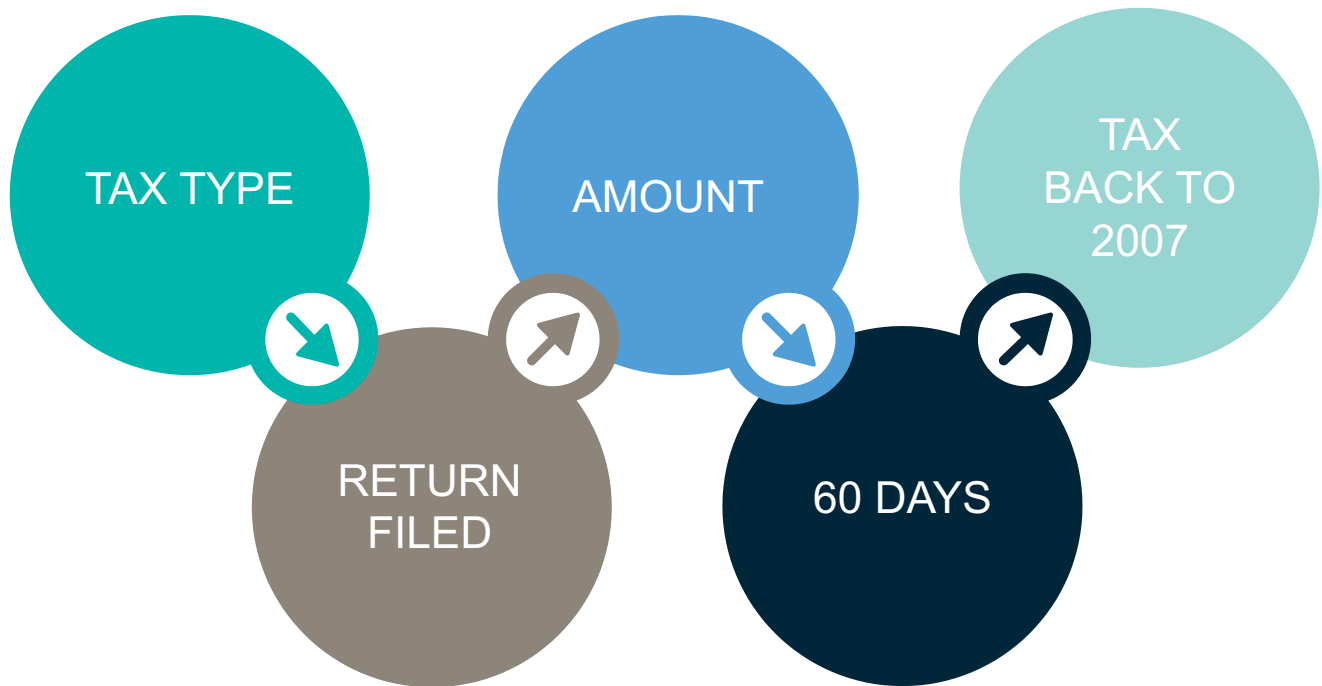 TAX TYPE
RETURN
FILED
AMOUNT
60 DAYS
TAX
BACK TO
2007